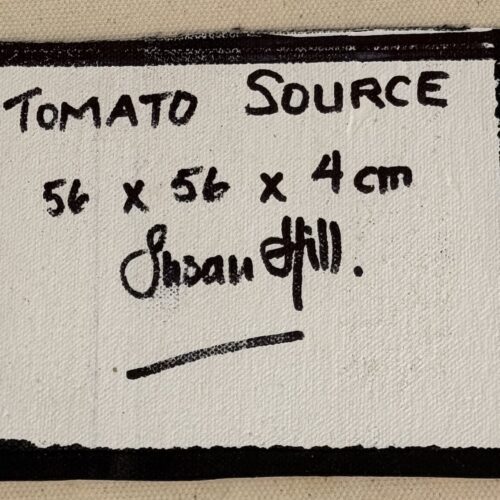 TOMATO SOURCE
56 x 56 x 4 cm
Susan Hill.